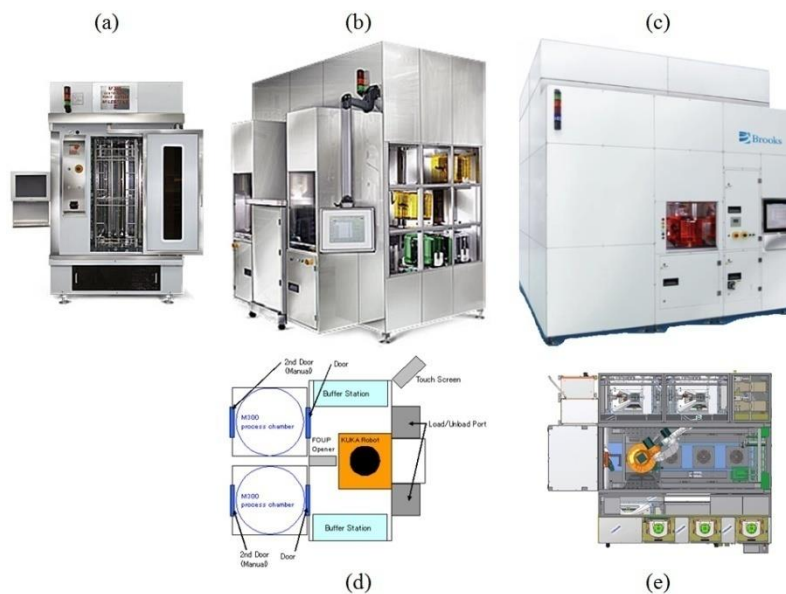 (a)
(b)
(c)
M300
Brooks
2nd Door
(Manual)
Door
Touch Screen
Buffer Station
M300
process chamber
FOUP
Opener
KUKA Robot
Load/Unload Port
M300
process chamber
Buffer Station
2nd Door
(Manual)
Door
(d)
(e)